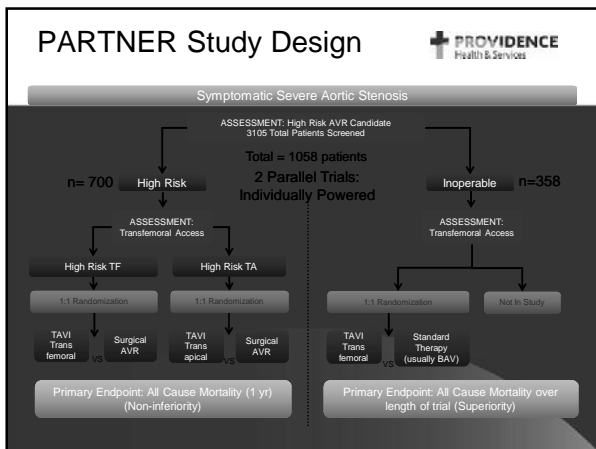 PARTNER Study Design
PROVIDENCE
Health & Services
Symptomatic Severe Aortic Stenosis
ASSESSMENT: High Risk AVR Candidate
3105 Total Patients Screened
Total = 1058 patients
2 Parallel Trials:
Individually Powered
n= 700
High Risk
Inoperable
n=358
ASSESSMENT:
Transfemoral Access
ASSESSMENT:
Transfemoral Access
High Risk TF
High Risk TA
1:1 Randomization
1:1 Randomization
1:1 Randomization
Not In Study
TAVI
Trans
femoral
VS
Surgical
AVR
TAVI
Trans
apical
VS
Surgical
AVR
TAVI
Trans
femoral
VS
Standard
Therapy
(usually BAV)
Primary Endpoint: All Cause Mortality (1 yr)
(Non-inferiority)
Primary Endpoint: All Cause Mortality over
length of trial (Superiority)